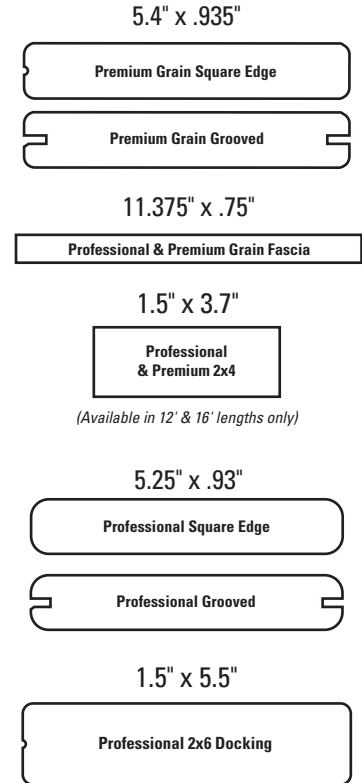 5.4" x .935"
Premium Grain Square Edge
Premium Grain Grooved
11.375" x .75"
Professional & Premium Grain Fascia
1.5" x 3.7"
Professional
& Premium 2x4
(Available in 12' & 16' lengths only)
5.25" x .93"
Professional Square Edge
Professional Grooved
1.5" x 5.5"
Professional 2x6 Docking